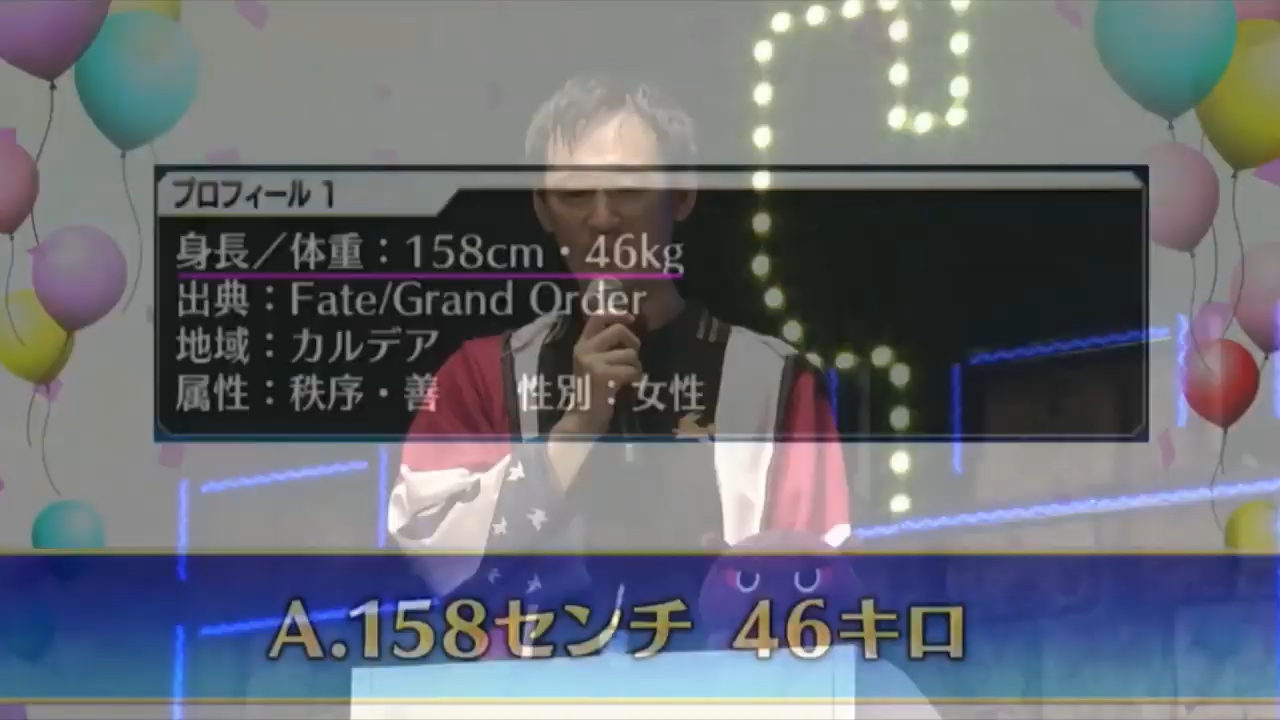 プロフィール 1
身長／体重：158cm・46kg
出典：Fate/Grand Order
地域：カルデア
属性：秩序・善　性別：女性
A.158センチ 46キロ